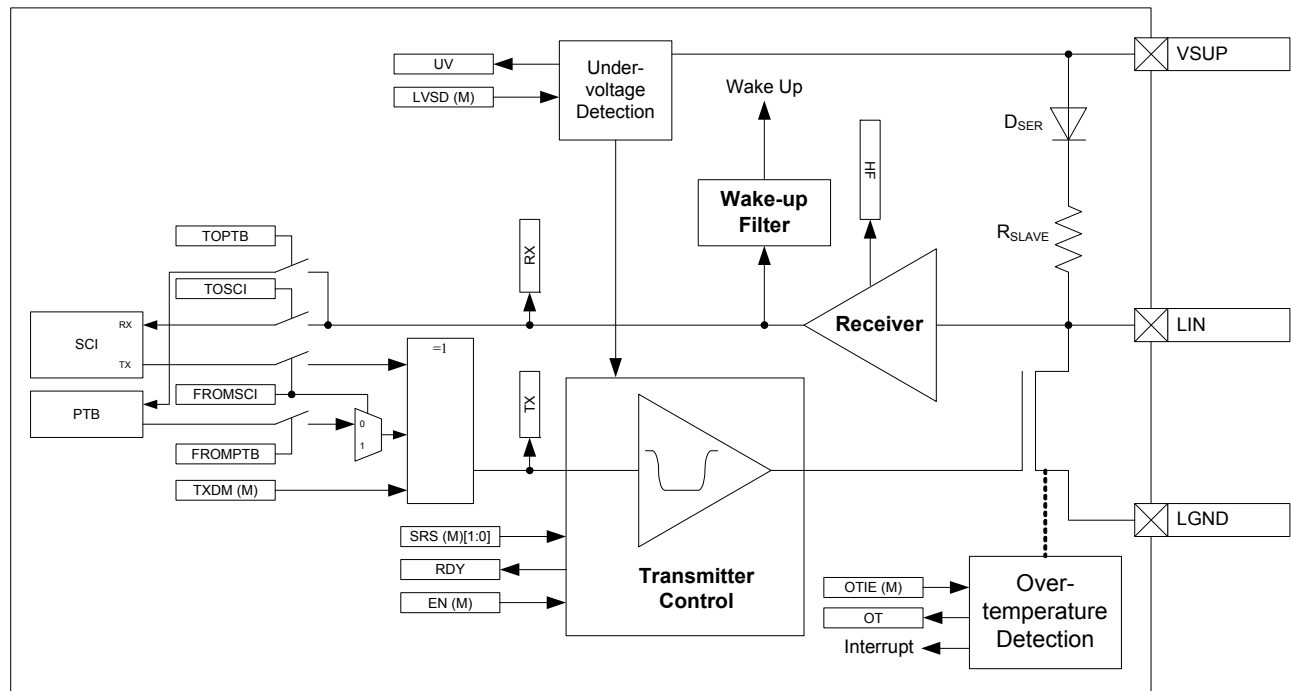 VSUP
UV
LVSD (M)
Under-
voltage
Detection
Wake Up
HF
DSER
Wake-up
Filter
RSLAVE
TOPTB
RX
TOSCI
RX
SCI
TX
Receiver
LIN
=1
FROMSCI
PTB
0
1
TX
FROMPTB
TXDM (M)
SRS (M)[1:0]
RDY
EN (M)
Transmitter
Control
LGND
OTIE (M)
OT
Interrupt
Over-
temperature
Detection